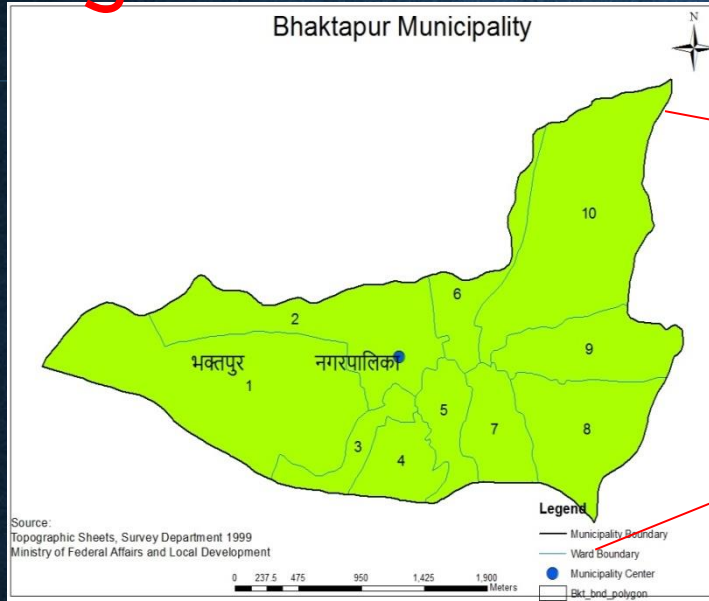 Bhaktapur Municipality
N
10
6
2
9
भक्तपुर नगरपालिका
1
5
7
8
3
4
Legend
Municipality Boundary
Ward Boundary
Municipality Center
Bkt_bnd_polygon
Source:
Topographic Sheets, Survey Department 1999
Ministry of Federal Affairs and Local Development
0 237.5 475 950 1,425 1,900
Meters